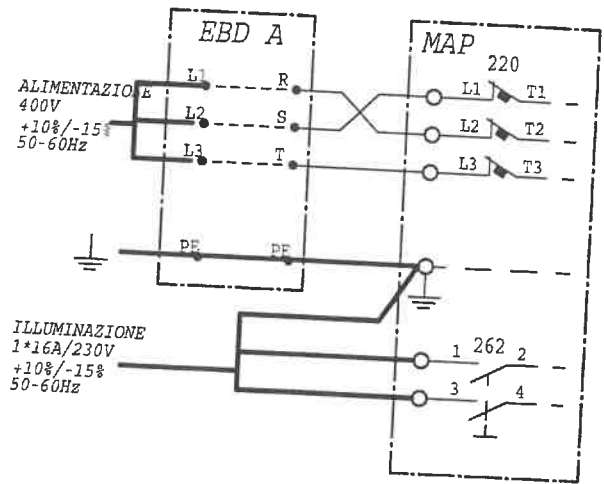 EBD A
MAP
220
ALIMENTAZIONE
400V
+10%/-15%
50-60Hz
L1 R
L2 S
L3 T
L1 T1
L2 T2
L3 T3
PE PE
ILLUMINAZIONE
1*16A/230V
+10%/-15%
50-60Hz
262
1 2
3 4